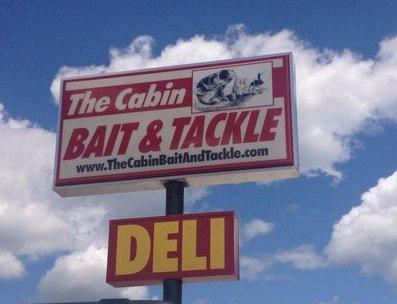 The Cabin
BAIT & TACKLE
www.TheCabinBaitAndTackle.com
DELI